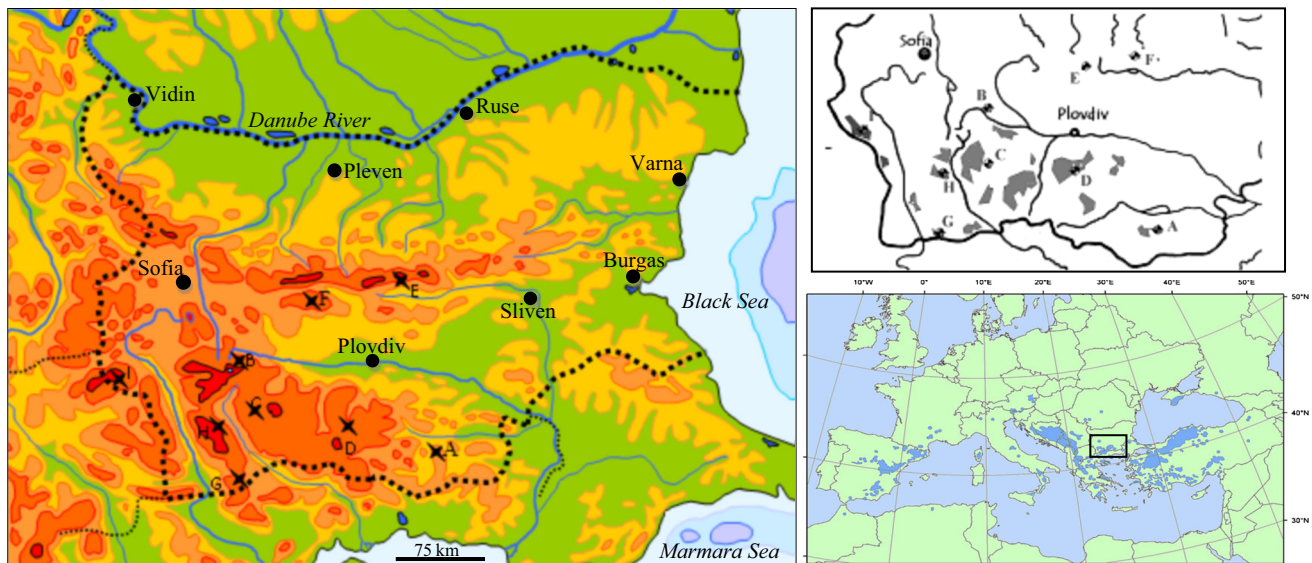 Vidin
Danube River
Ruse
Pleven
Varna
Sofia
Burgas
E
F
Sliven
Black Sea
Plovdiv
B
I
C
H
D
A
G
75 km
Marmara Sea
Sofia
F
E
B
Plovdiv
I
C
D
H
G
A
10°W 0° 10°E 20°E 30°E 40°E 50°N
40°N
30°N